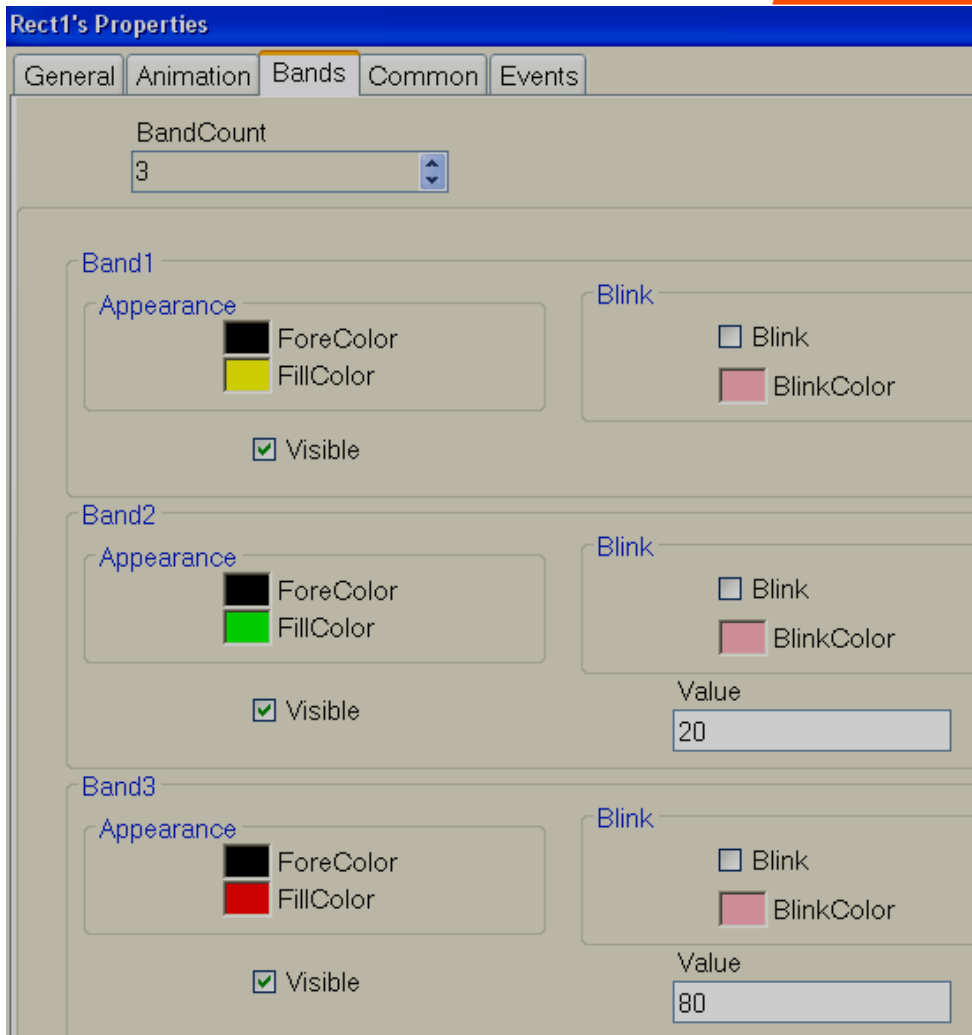 Rect1's Properties
General Animation Bands Common Events
BandCount
3
Band1
Appearance
ForeColor
FillColor
Visible
Blink
Blink
BlinkColor
Band2
Appearance
ForeColor
FillColor
Visible
Blink
Blink
BlinkColor
Value
20
Band3
Appearance
ForeColor
FillColor
Visible
Blink
Blink
BlinkColor
Value
80